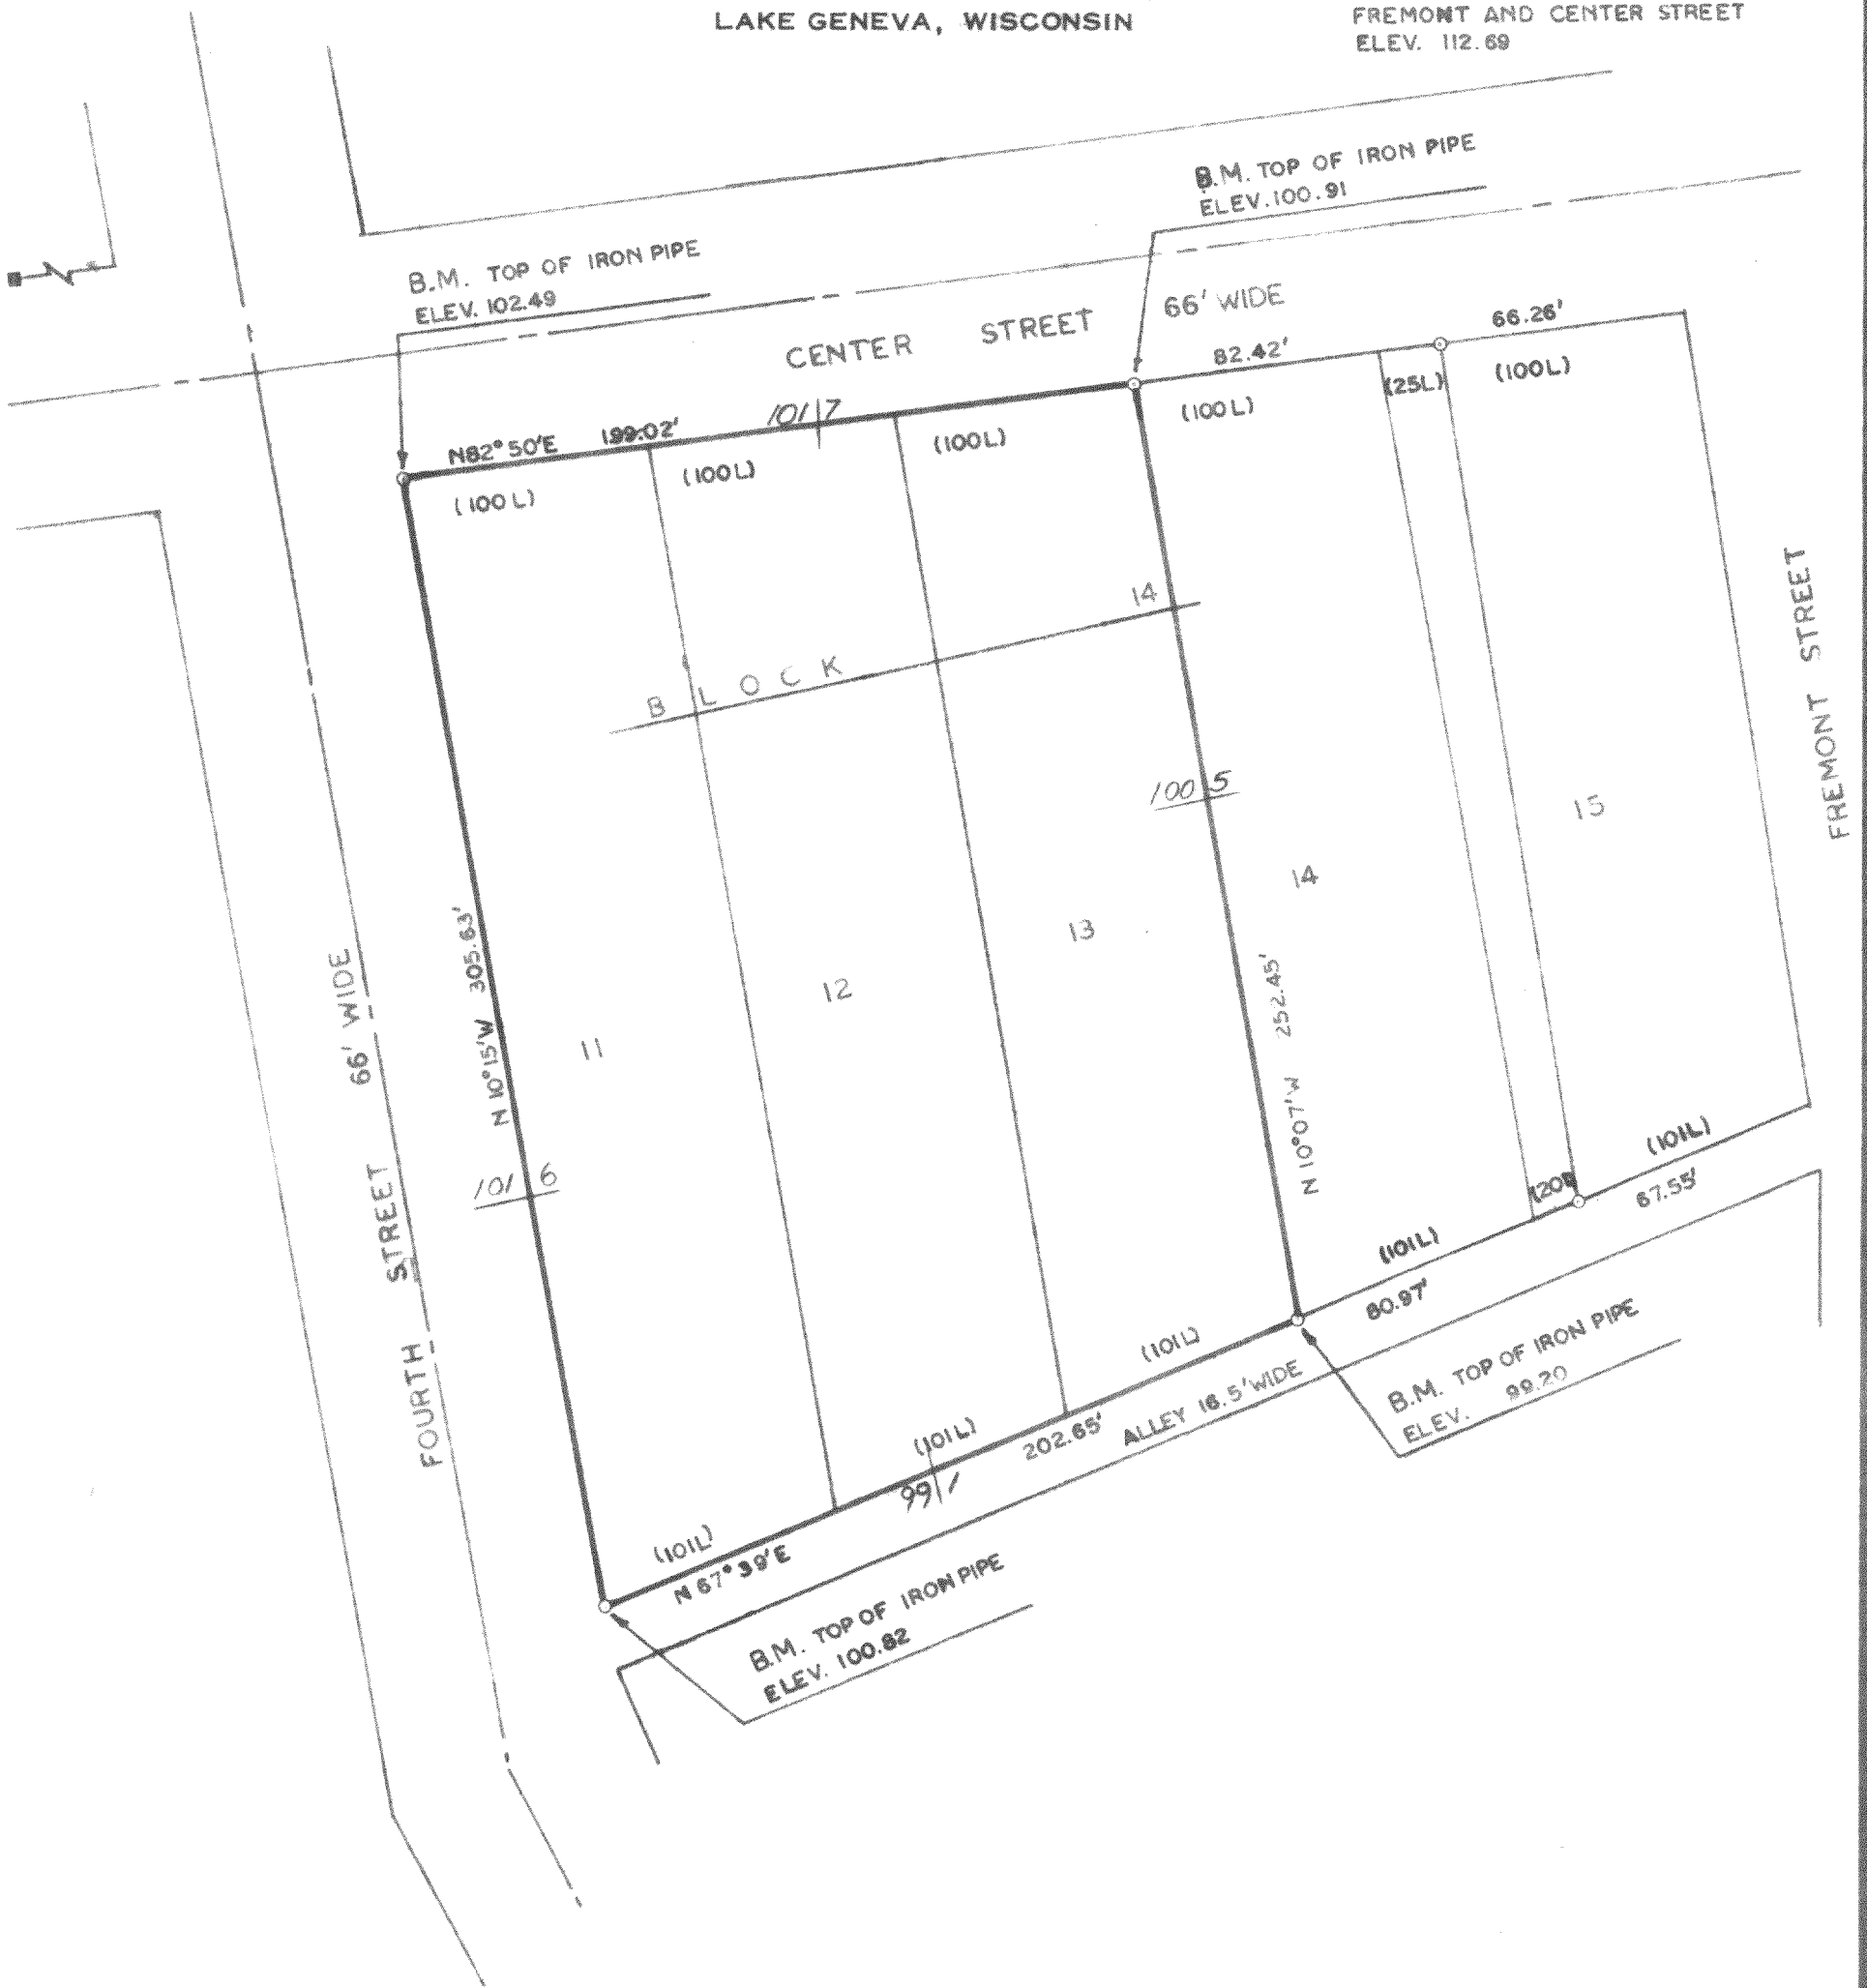 LAKE GENEVA, WISCONSIN
FREMONT AND CENTER STREET
ELEV. 112.69
B.M. TOP OF IRON PIPE
ELEV. 100.91
B.M. TOP OF IRON PIPE
ELEV. 102.49
CENTER STREET 66' WIDE
66.26'
82.42'
(25L)
(100L)
(100L)
N82°50'E 199.02'
101 7
(100L)
(100L)
(100L)
14
BLOCK
100 5
FREMONT STREET
15
14
13
12
11
N 10°15'W 305.63'
N 10°07'W 252.45'
66' WIDE
FOURTH STREET
101 6
(101L)
67.55'
(101L)
80.97'
(101L)
(101L)
202.65'
ALLEY 16.5' WIDE
99 1
(101L)
N 67°39'E
B.M. TOP OF IRON PIPE
ELEV. 99.20
B.M. TOP OF IRON PIPE
ELEV. 100.82